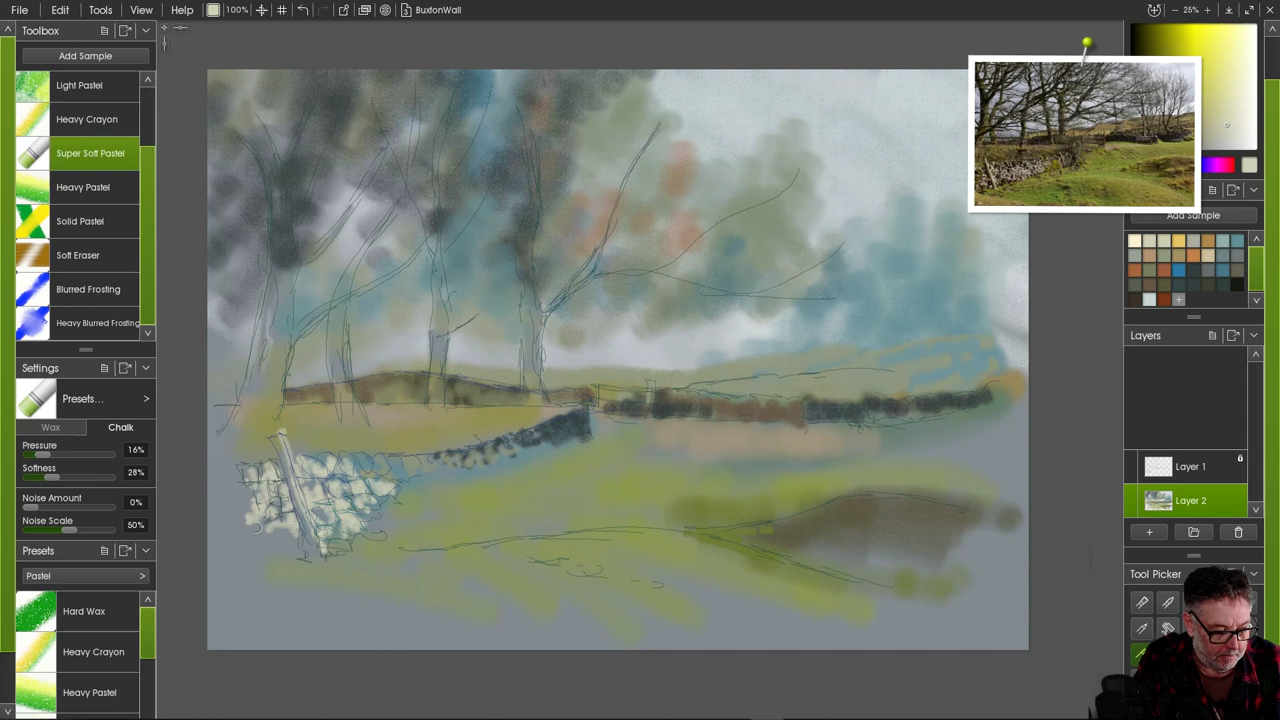 File Edit Tools View Help 100% BuxtonWall 25%
Toolbox
Add Sample
Light Pastel
Heavy Crayon
Super Soft Pastel
Heavy Pastel
Solid Pastel
Soft Eraser
Blurred Frosting
Heavy Blurred Frosting
Settings
Presets... >
Wax Chalk
Pressure 16%
Softness 28%
Noise Amount 0%
Noise Scale 50%
Presets
Pastel >
Hard Wax
Heavy Crayon
Heavy Pastel
Add Sample
Layers
Layer 1
Layer 2
Tool Picker